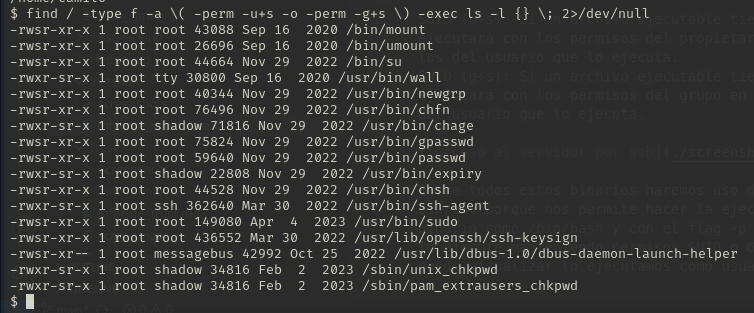 /home/camilo
$ find / -type f -a \( -perm -u+s -o -perm -g+s \) -exec ls -l {} \; 2>/dev/null
-rwsr-xr-x 1 root root 43088 Sep 16  2020 /bin/mount
-rwsr-xr-x 1 root root 26696 Sep 16  2020 /bin/umount
-rwsr-xr-x 1 root root 44664 Nov 29  2022 /bin/su
-rwxr-sr-x 1 root tty 30800 Sep 16  2020 /usr/bin/wall
-rwsr-xr-x 1 root root 40344 Nov 29  2022 /usr/bin/newgrp
-rwsr-xr-x 1 root root 76496 Nov 29  2022 /usr/bin/chfn
-rwxr-sr-x 1 root shadow 71816 Nov 29  2022 /usr/bin/chage
-rwsr-xr-x 1 root root 75824 Nov 29  2022 /usr/bin/gpasswd
-rwsr-xr-x 1 root root 59640 Nov 29  2022 /usr/bin/passwd
-rwxr-sr-x 1 root shadow 22808 Nov 29  2022 /usr/bin/expiry
-rwsr-xr-x 1 root root 44528 Nov 29  2022 /usr/bin/chsh
-rwxr-sr-x 1 root ssh 362640 Mar 30  2022 /usr/bin/ssh-agent
-rwsr-xr-x 1 root root 149080 Apr  4  2023 /usr/bin/sudo
-rwsr-xr-x 1 root root 436552 Mar 30  2022 /usr/lib/openssh/ssh-keysign
-rwsr-xr-- 1 root messagebus 42992 Oct 25  2022 /usr/lib/dbus-1.0/dbus-daemon-launch-helper
-rwxr-sr-x 1 root shadow 34816 Feb  2  2023 /sbin/unix_chkpwd
-rwxr-sr-x 1 root shadow 34816 Feb  2  2023 /sbin/pam_extrausers_chkpwd
$